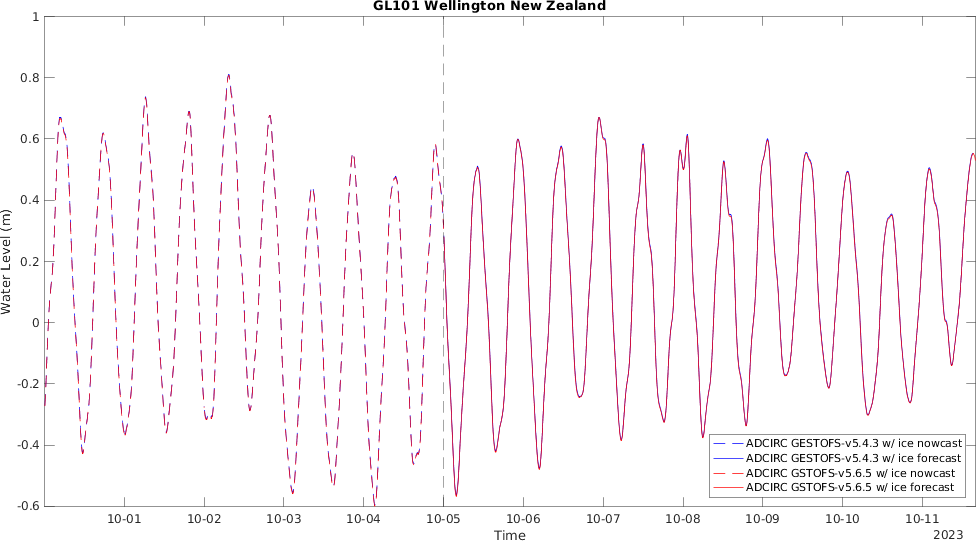 GL101 Wellington New Zealand
1
0.8
0.6
0.4
0.2
0
-0.2
-0.4
-0.6
Water Level (m)
ADCIRC GESTOFS-v5.4.3 w/ ice nowcast
ADCIRC GESTOFS-v5.4.3 w/ ice forecast
ADCIRC GSTOFS-v5.6.5 w/ ice nowcast
ADCIRC GSTOFS-v5.6.5 w/ ice forecast
10-01 10-02 10-03 10-04 10-05 10-06 10-07 10-08 10-09 10-10 10-11
Time
2023